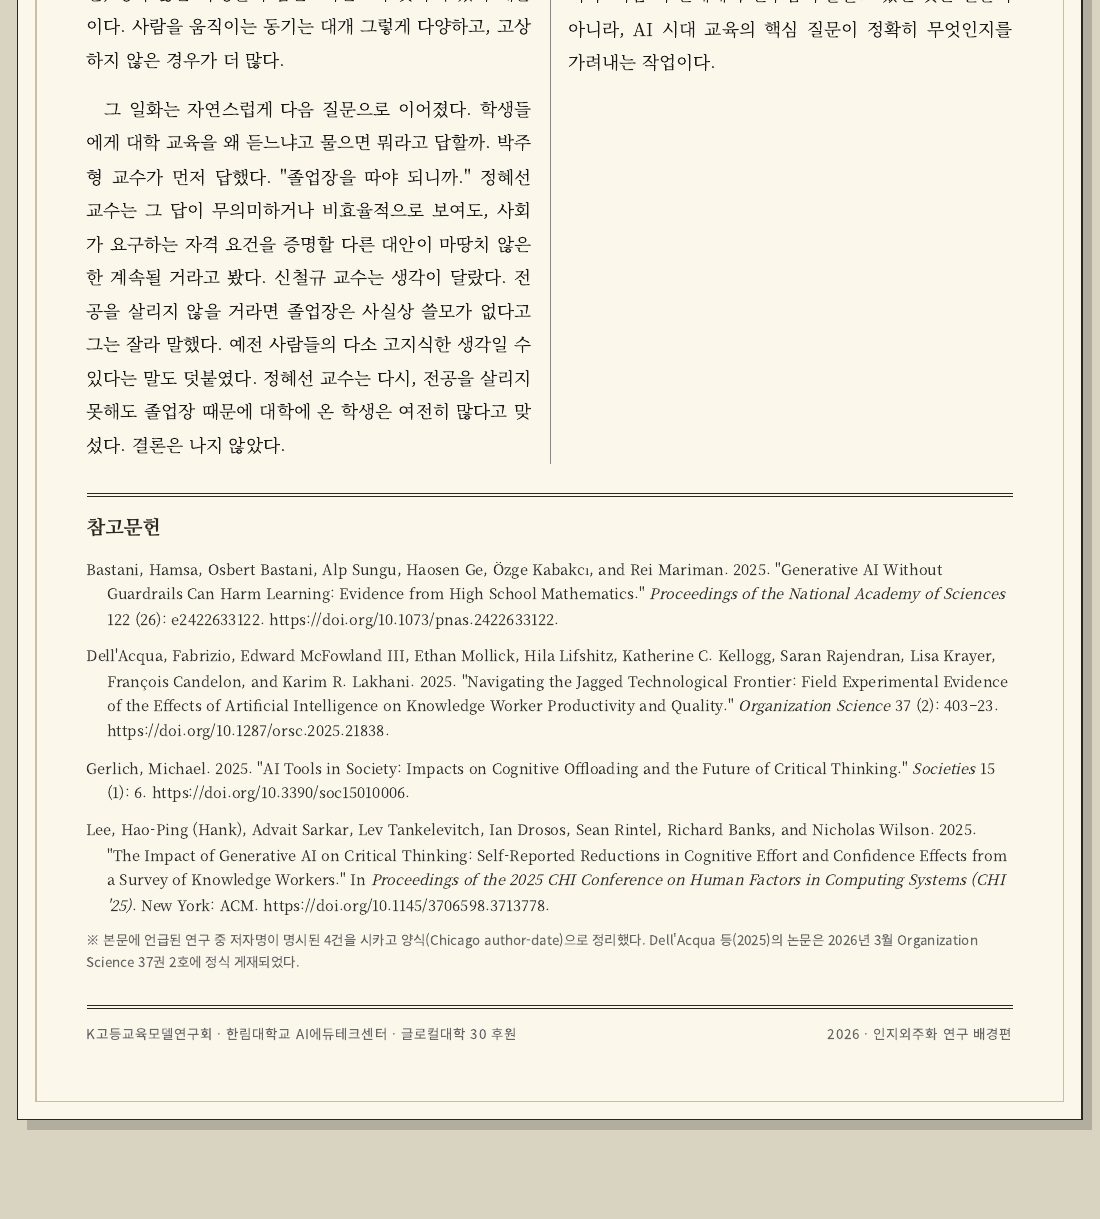 이다. 사람을 움직이는 동기는 대개 그렇게 다양하고, 고상
하지 않은 경우가 더 많다.
그 일화는 자연스럽게 다음 질문으로 이어졌다. 학생들
에게 대학 교육을 왜 듣느냐고 물으면 뭐라고 답할까. 박주
형 교수가 먼저 답했다. "졸업장을 따야 되니까." 정혜선
교수는 그 답이 무의미하거나 비효율적으로 보여도, 사회
가 요구하는 자격 요건을 증명할 다른 대안이 마땅치 않은
한 계속될 거라고 봤다. 신철규 교수는 생각이 달랐다. 전
공을 살리지 않을 거라면 졸업장은 사실상 쓸모가 없다고
그는 잘라 말했다. 예전 사람들의 다소 고지식한 생각일 수
있다는 말도 덧붙였다. 정혜선 교수는 다시, 전공을 살리지
못해도 졸업장 때문에 대학에 온 학생은 여전히 많다고 맞
섰다. 결론은 나지 않았다.
아니라, AI 시대 교육의 핵심 질문이 정확히 무엇인지를
가려내는 작업이다.
참고문헌
Bastani, Hamsa, Osbert Bastani, Alp Sungu, Haosen Ge, Özge Kabakcı, and Rei Mariman. 2025. "Generative AI Without
Guardrails Can Harm Learning: Evidence from High School Mathematics." Proceedings of the National Academy of Sciences
122 (26): e2422633122. https://doi.org/10.1073/pnas.2422633122.
Dell'Acqua, Fabrizio, Edward McFowland III, Ethan Mollick, Hila Lifshitz, Katherine C. Kellogg, Saran Rajendran, Lisa Krayer,
François Candelon, and Karim R. Lakhani. 2025. "Navigating the Jagged Technological Frontier: Field Experimental Evidence
of the Effects of Artificial Intelligence on Knowledge Worker Productivity and Quality." Organization Science 37 (2): 403–23.
https://doi.org/10.1287/orsc.2025.21838.
Gerlich, Michael. 2025. "AI Tools in Society: Impacts on Cognitive Offloading and the Future of Critical Thinking." Societies 15
(1): 6. https://doi.org/10.3390/soc15010006.
Lee, Hao-Ping (Hank), Advait Sarkar, Lev Tankelevitch, Ian Drosos, Sean Rintel, Richard Banks, and Nicholas Wilson. 2025.
"The Impact of Generative AI on Critical Thinking: Self-Reported Reductions in Cognitive Effort and Confidence Effects from
a Survey of Knowledge Workers." In Proceedings of the 2025 CHI Conference on Human Factors in Computing Systems (CHI
'25). New York: ACM. https://doi.org/10.1145/3706598.3713778.
※ 본문에 언급된 연구 중 저자명이 명시된 4건을 시카고 양식(Chicago author-date)으로 정리했다. Dell'Acqua 등(2025)의 논문은 2026년 3월 Organization
Science 37권 2호에 정식 게재되었다.
K고등교육모델연구회 · 한림대학교 AI에듀테크센터 · 글로컬대학 30 후원
2026 · 인지외주화 연구 배경편